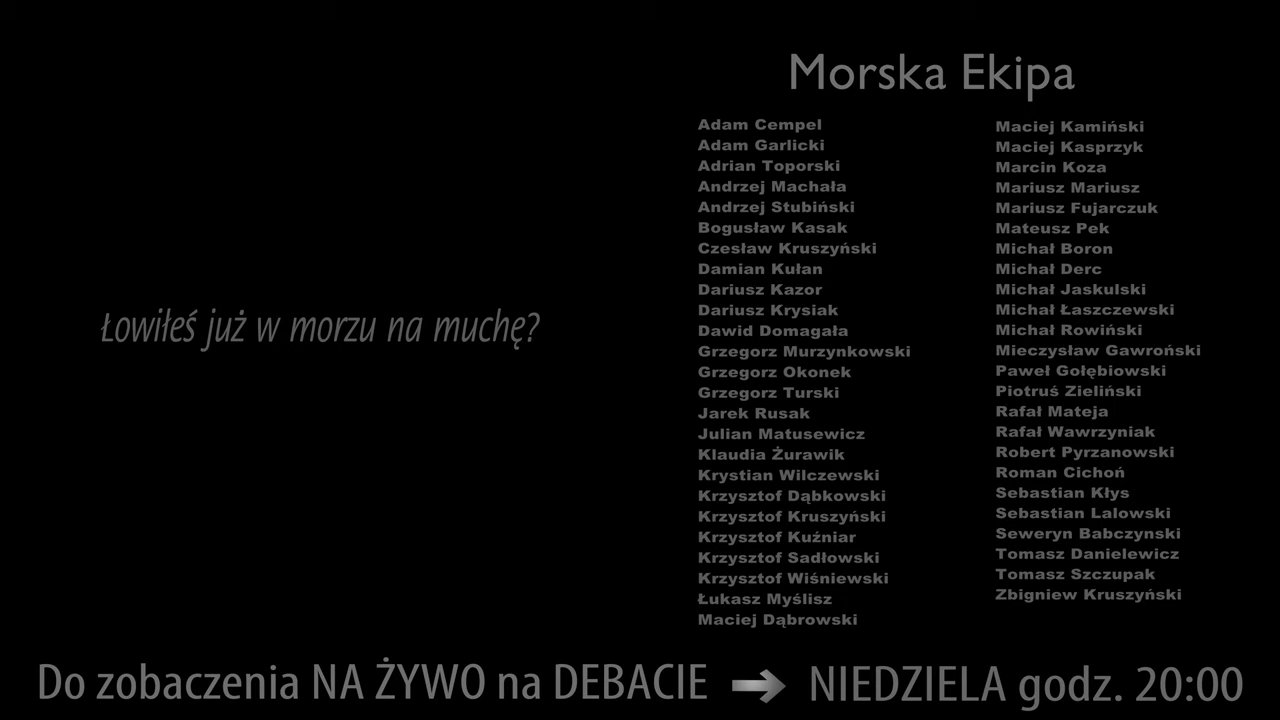 Morska Ekipa
Łowiłeś już w morzu na muchę?
Adam Cempel
Adam Garlicki
Adrian Toporski
Andrzej Machała
Andrzej Stubiński
Bogusław Kasak
Czesław Kruszyński
Damian Kułan
Dariusz Kazor
Dariusz Krysiak
Dawid Domagała
Grzegorz Murzynkowski
Grzegorz Okonek
Grzegorz Turski
Jarek Rusak
Julian Matusewicz
Klaudia Żurawik
Krystian Wilczewski
Krzysztof Dąbkowski
Krzysztof Kruszyński
Krzysztof Kuźniar
Krzysztof Sadłowski
Krzysztof Wiśniewski
Łukasz Myślisz
Maciej Dąbrowski
Maciej Kamiński
Maciej Kasprzyk
Marcin Koza
Mariusz Mariusz
Mariusz Fujarczuk
Mateusz Pek
Michał Boron
Michał Derc
Michał Jaskulski
Michał Łaszczewski
Michał Rowiński
Mieczysław Gawroński
Paweł Gołębiowski
Piotruś Zieliński
Rafał Mateja
Rafał Wawrzyniak
Robert Pyrzanowski
Roman Cichoń
Sebastian Kłys
Sebastian Lalowski
Seweryn Babczynski
Tomasz Danielewicz
Tomasz Szczupak
Zbigniew Kruszyński
Do zobaczenia NA ŻYWO na DEBACIE → NIEDZIELA godz. 20:00